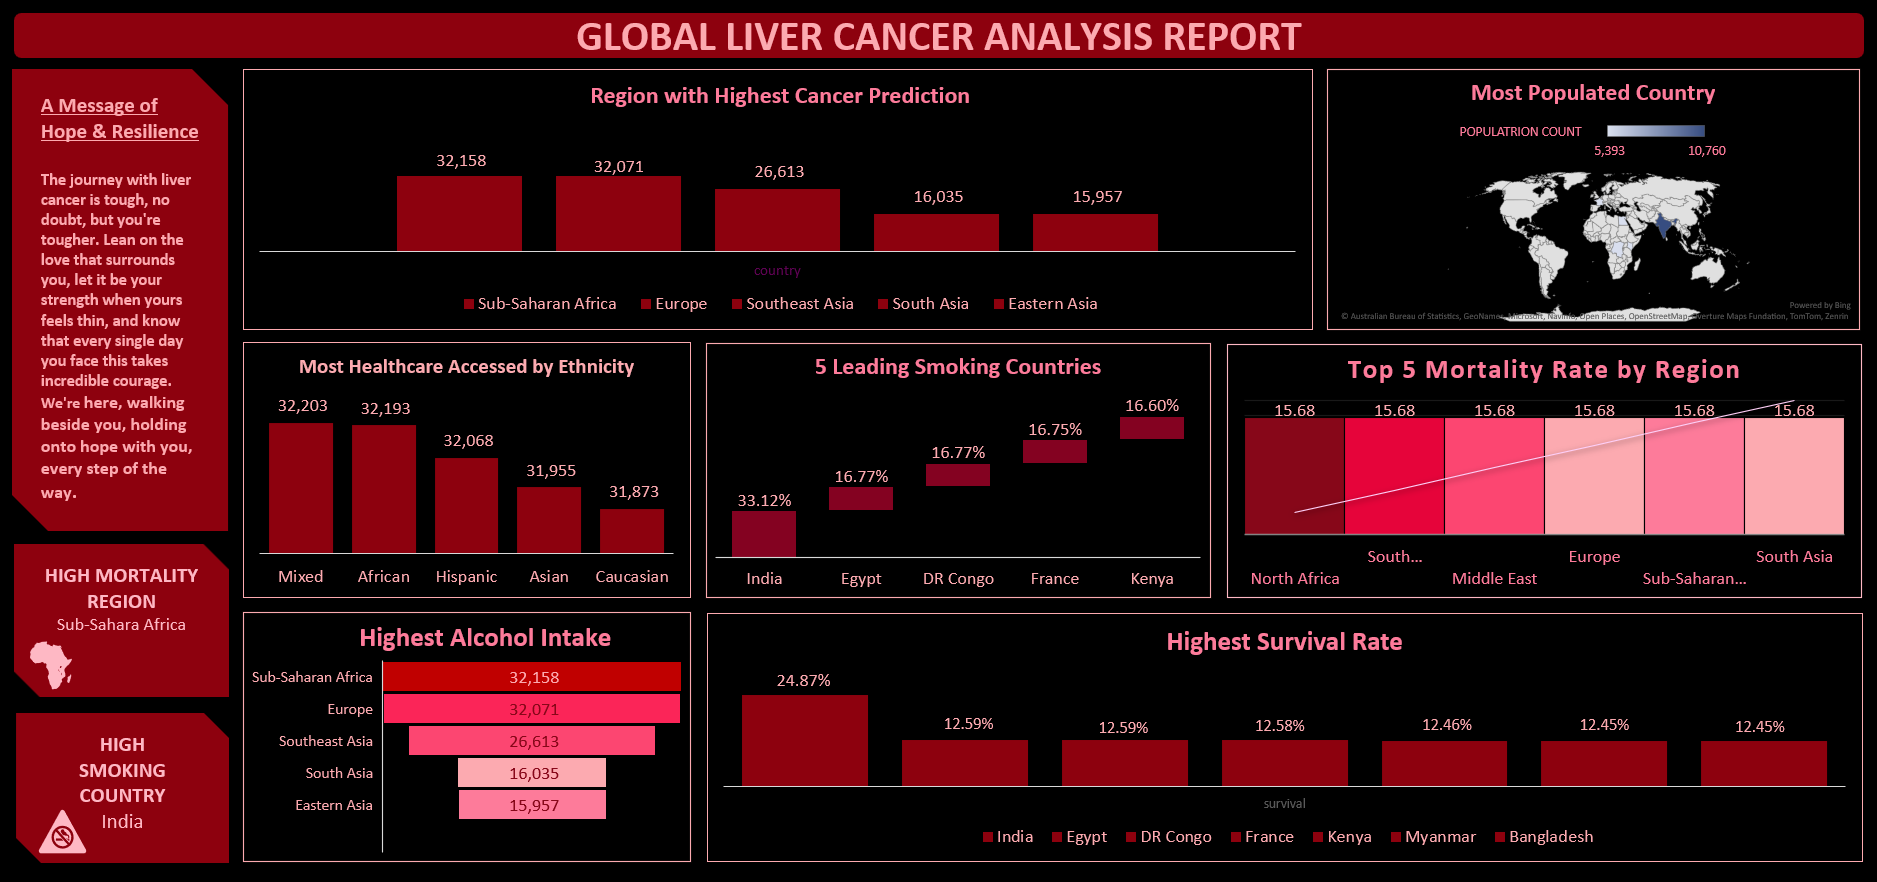 GLOBAL LIVER CANCER ANALYSIS REPORT
A Message of
Hope & Resilience
The journey with liver
cancer is tough, no
doubt, but you're
tougher. Lean on the
love that surrounds
you, let it be your
strength when yours
feels thin, and know
that every single day
you face this takes
incredible courage.
We're here, walking
beside you, holding
onto hope with you,
every step of the
way.
HIGH MORTALITY
REGION
Sub-Sahara Africa
HIGH
SMOKING
COUNTRY
India
Region with Highest Cancer Prediction
32,158
32,071
26,613
16,035
15,957
country
Sub-Saharan Africa
Europe
Southeast Asia
South Asia
Eastern Asia
Most Populated Country
POPULATRION COUNT
5,393
10,760
Powered by Bing
© Australian Bureau of Statistics, GeoNames, Microsoft, Navinfo, Open Places, OpenStreetMap, Overture Maps Fundation, TomTom, Zenrin
Most Healthcare Accessed by Ethnicity
32,203
32,193
32,068
31,955
31,873
Mixed
African
Hispanic
Asian
Caucasian
5 Leading Smoking Countries
33.12%
16.77%
16.77%
16.75%
16.60%
India
Egypt
DR Congo
France
Kenya
Top 5 Mortality Rate by Region
15.68
15.68
15.68
15.68
15.68
15.68
North Africa
South...
Middle East
Europe
Sub-Saharan...
South Asia
Highest Alcohol Intake
Sub-Saharan Africa
32,158
Europe
32,071
Southeast Asia
26,613
South Asia
16,035
Eastern Asia
15,957
Highest Survival Rate
24.87%
12.59%
12.59%
12.58%
12.46%
12.45%
12.45%
survival
India
Egypt
DR Congo
France
Kenya
Myanmar
Bangladesh